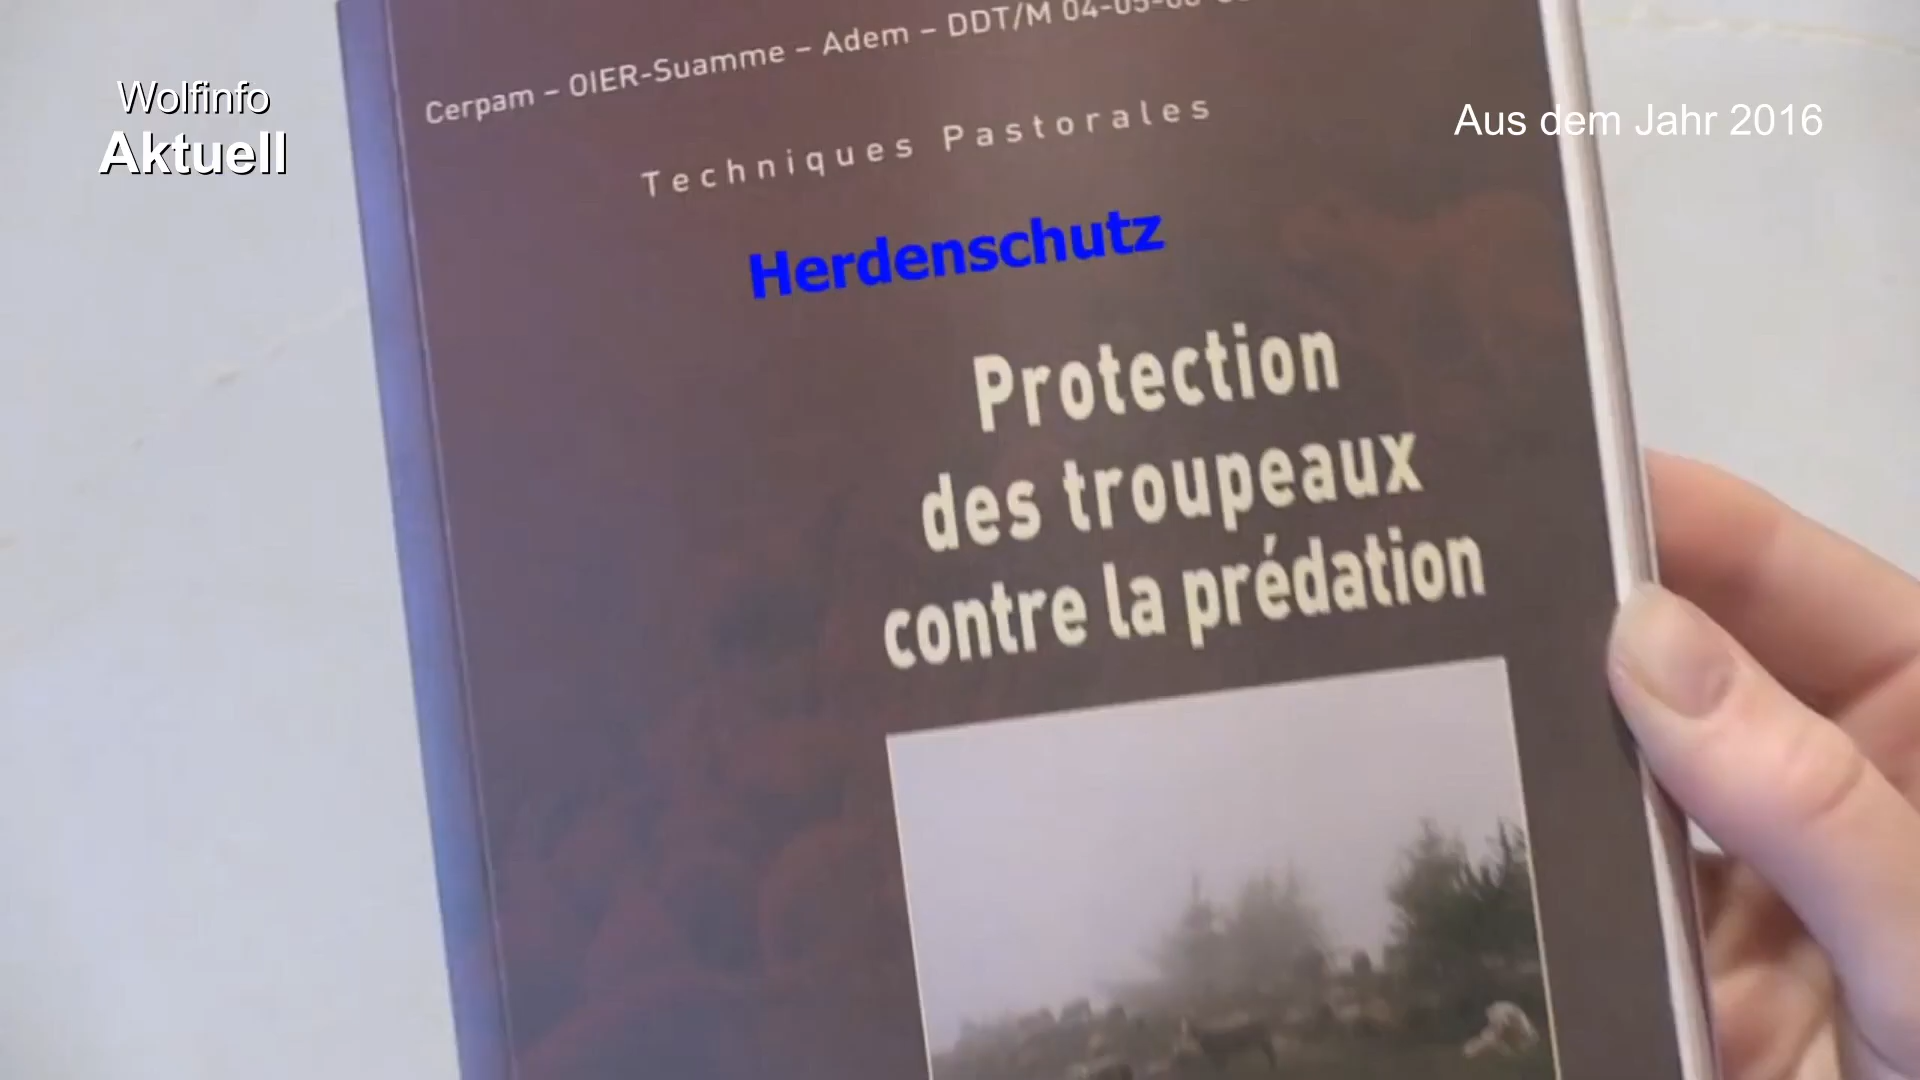 Wolfinfo
Aktuell
Aus dem Jahr 2016
Cerpam – OIER-Suamme – Adem – DDT/M
Techniques Pastorales
Herdenschutz
Protection
des troupeaux
contre la prédation